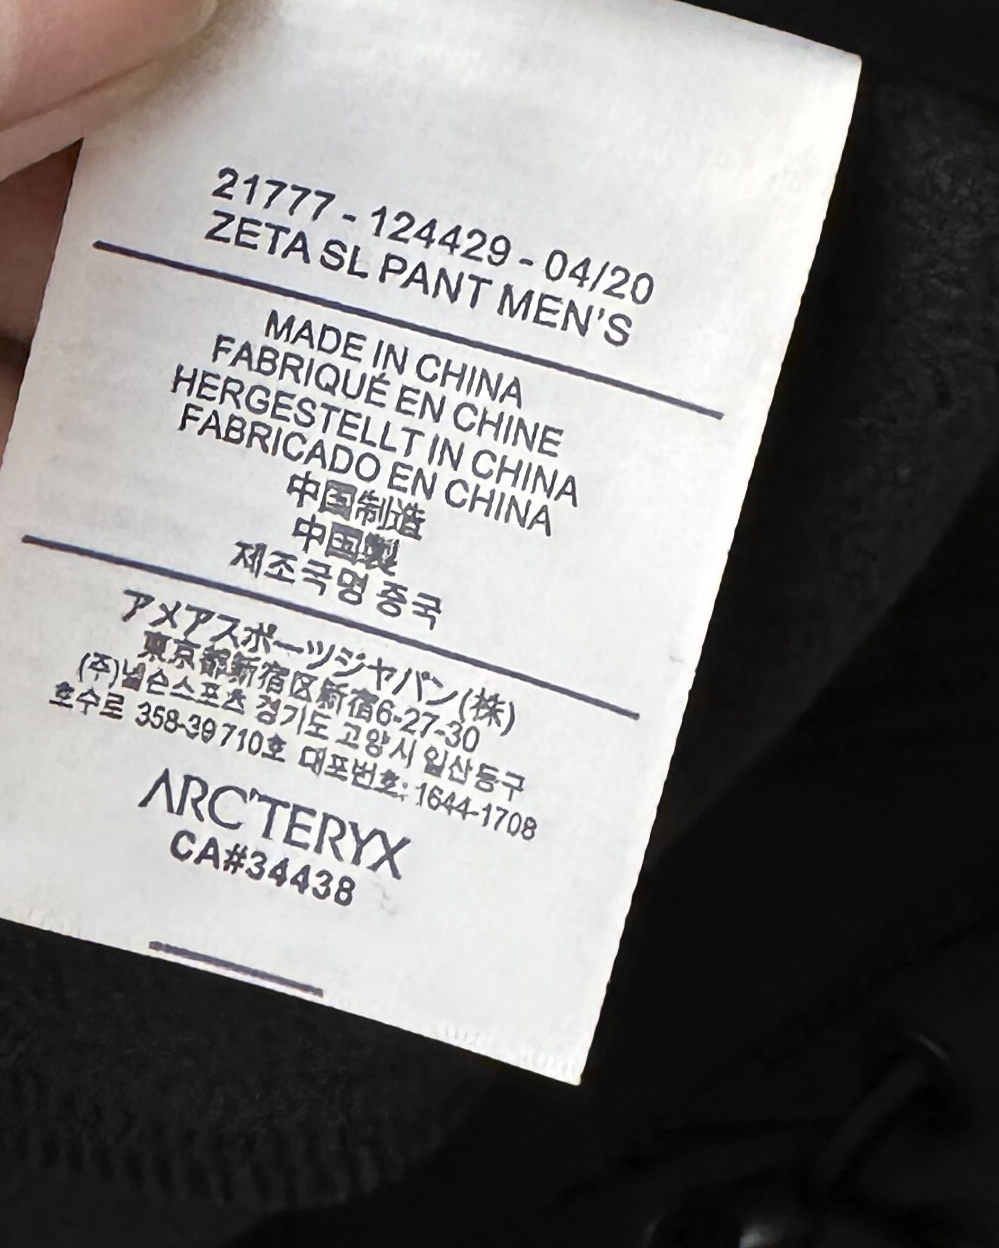 21777 - 124429 - 04/20
ZETA SL PANT MEN'S
MADE IN CHINA
FABRIQUÉ EN CHINE
HERGESTELLT IN CHINA
FABRICADO EN CHINA
中国制造
中国製
제조국명 중국
アメアスポーツジャパン(株)
東京都新宿区新宿6-27-30
(주)넬슨스포츠 경기도 고양시 일산동구
호수로 358-39 710호 대표번호: 1644-1708
ARC'TERYX
CA#34438